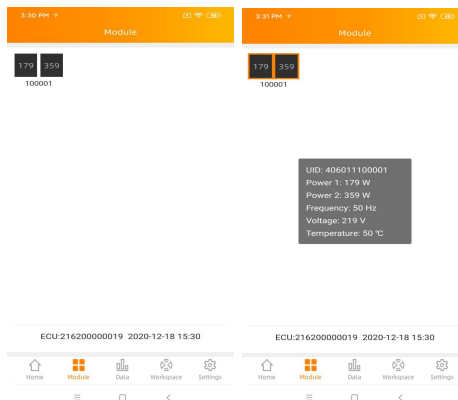 3:30 PM
Module
179 359
100001
ECU:216200000019 2020-12-18 15:30
Home Module Data Workspace Settings
3:31 PM
Module
179 359
100001
UID: 406011100001
Power 1: 179 W
Power 2: 359 W
Frequency: 50 Hz
Voltage: 219 V
Temperature: 50 ℃
ECU:216200000019 2020-12-18 15:30
Home Module Data Workspace Settings